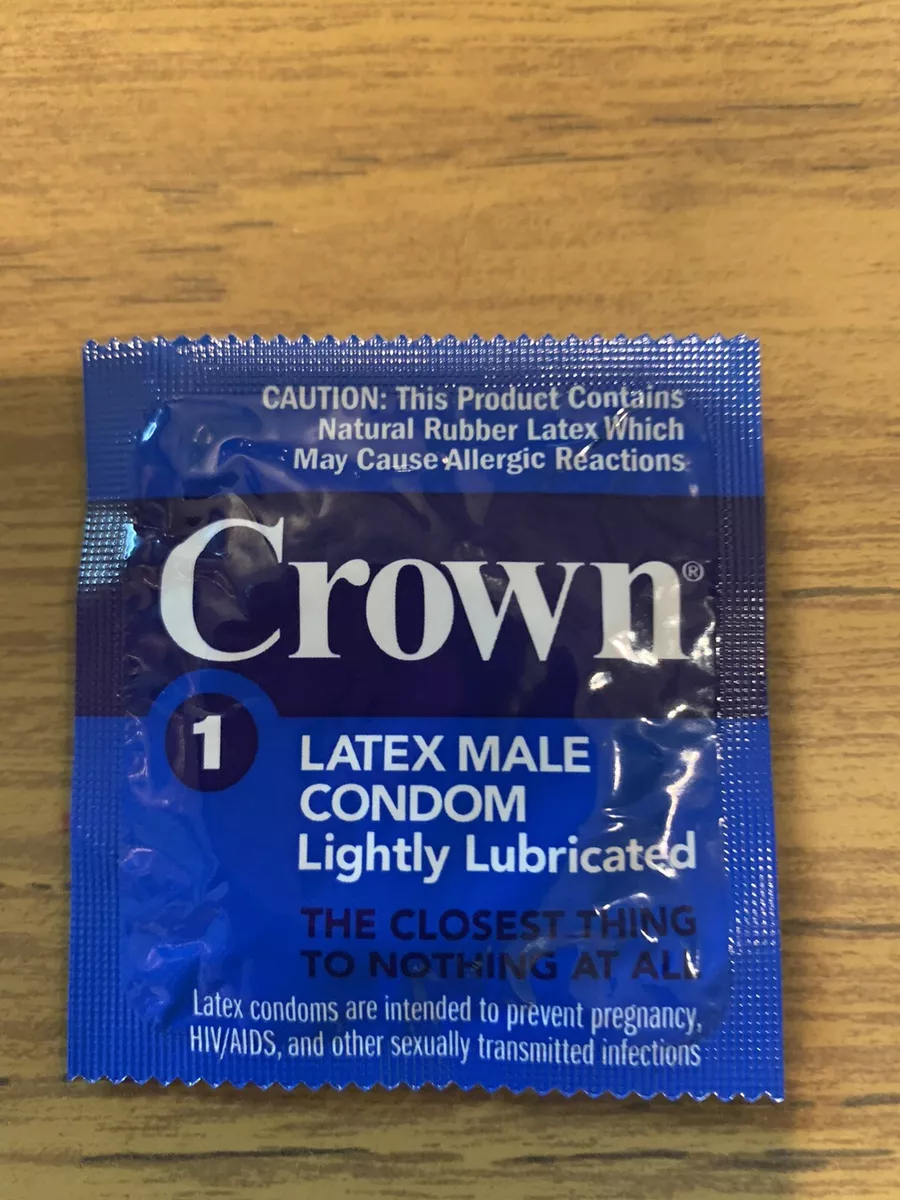 CAUTION: This Product Contains
Natural Rubber Latex Which
May Cause Allergic Reactions
Crown®
1
LATEX MALE
CONDOM
Lightly Lubricated
THE CLOSEST THING
TO NOTHING AT ALL
Latex condoms are intended to prevent pregnancy,
HIV/AIDS, and other sexually transmitted infections